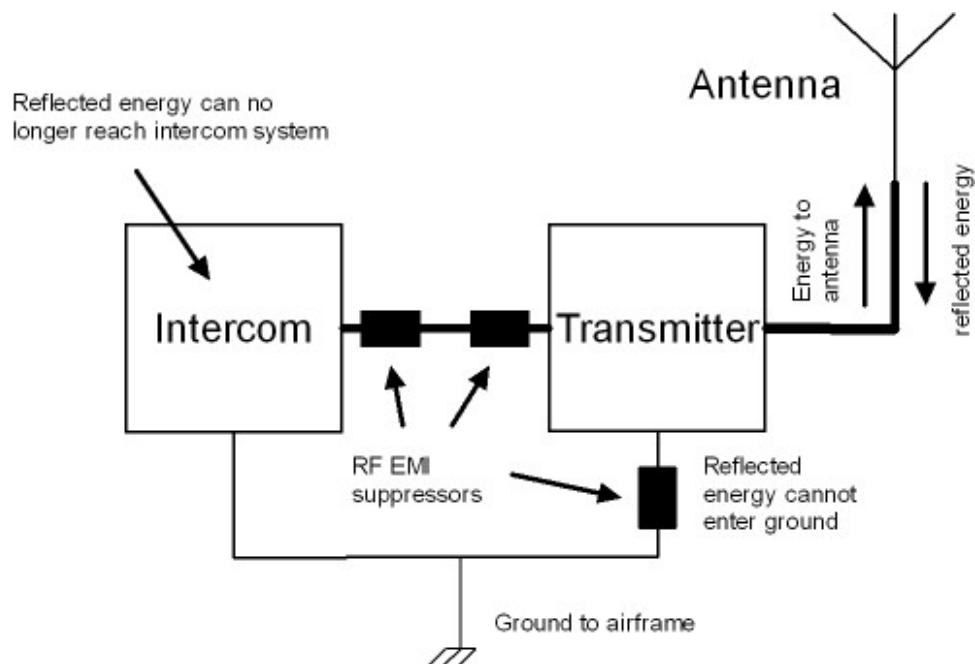 Antenna
Reflected energy can no
longer reach intercom system
Energy to
antenna
reflected energy
Intercom
Transmitter
RF EMI
suppressors
Reflected
energy cannot
enter ground
Ground to airframe